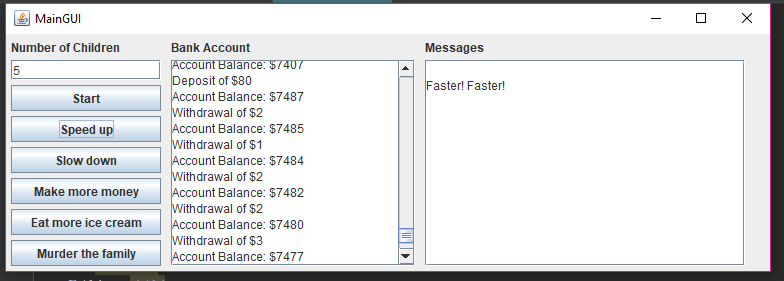 MainGUI
Number of Children
5
Start
Speed up
Slow down
Make more money
Eat more ice cream
Murder the family
Bank Account
Account Balance: $7407
Deposit of $80
Account Balance: $7487
Withdrawal of $2
Account Balance: $7485
Withdrawal of $1
Account Balance: $7484
Withdrawal of $2
Account Balance: $7482
Withdrawal of $2
Account Balance: $7480
Withdrawal of $3
Account Balance: $7477
Messages
Faster! Faster!